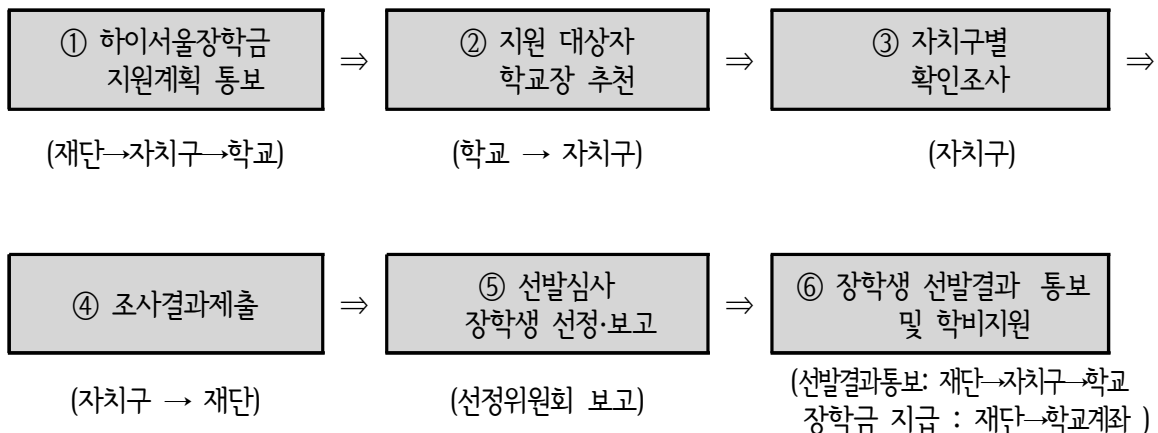 ① 하이서울장학금
지원계획 통보
⇒
② 지원 대상자
학교장 추천
⇒
③ 자치구별
확인조사
⇒
(재단→자치구→학교)
(학교 → 자치구)
(자치구)
④ 조사결과제출
⇒
⑤ 선발심사
장학생 선정·보고
⇒
⑥ 장학생 선발결과 통보
및 학비지원
(자치구 → 재단)
(선정위원회 보고)
(선발결과통보: 재단→자치구→학교
장학금 지급 : 재단→학교계좌 )